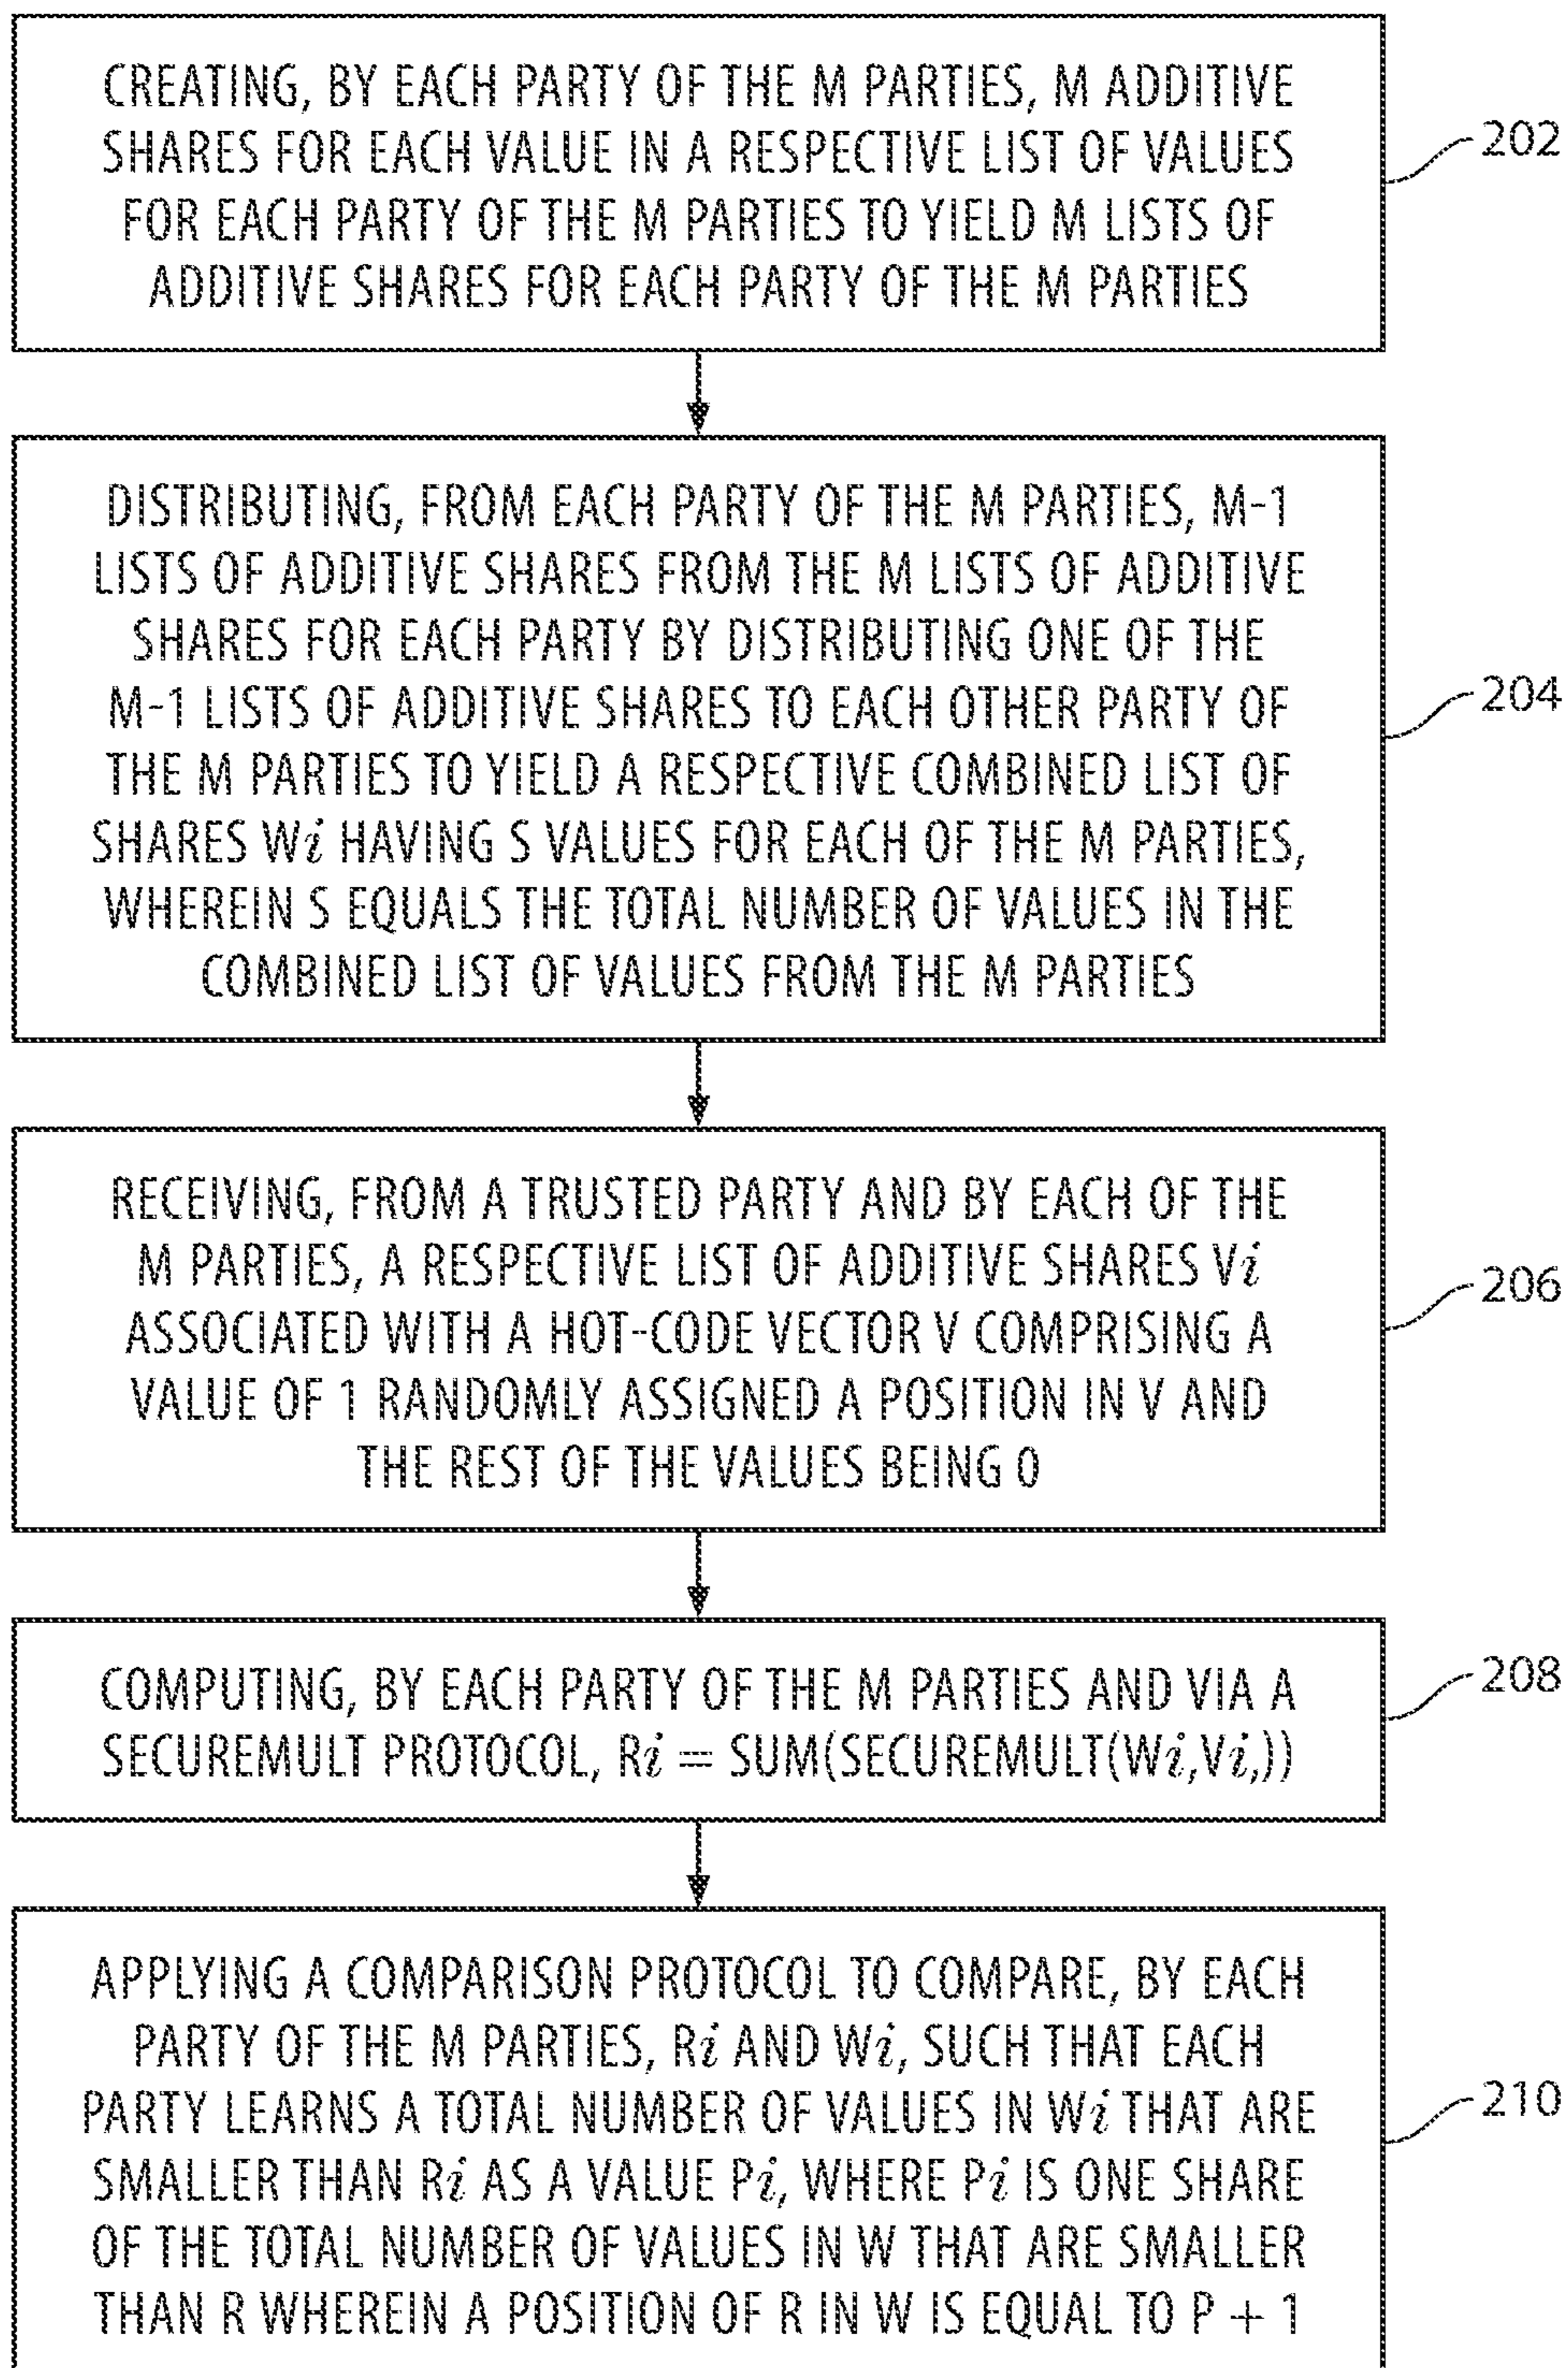 CREATING, BY EACH PARTY OF THE M PARTIES, M ADDITIVE
SHARES FOR EACH VALUE IN A RESPECTIVE LIST OF VALUES
FOR EACH PARTY OF THE M PARTIES TO YIELD M LISTS OF
ADDITIVE SHARES FOR EACH PARTY OF THE M PARTIES
202
DISTRIBUTING, FROM EACH PARTY OF THE M PARTIES, M-1
LISTS OF ADDITIVE SHARES FROM THE M LISTS OF ADDITIVE
SHARES FOR EACH PARTY BY DISTRIBUTING ONE OF THE
M-1 LISTS OF ADDITIVE SHARES TO EACH OTHER PARTY OF
THE M PARTIES TO YIELD A RESPECTIVE COMBINED LIST OF
SHARES Wi HAVING S VALUES FOR EACH OF THE M PARTIES,
WHEREIN S EQUALS THE TOTAL NUMBER OF VALUES IN THE
COMBINED LIST OF VALUES FROM THE M PARTIES
204
RECEIVING, FROM A TRUSTED PARTY AND BY EACH OF THE
M PARTIES, A RESPECTIVE LIST OF ADDITIVE SHARES Vi
ASSOCIATED WITH A HOT-CODE VECTOR V COMPRISING A
VALUE OF 1 RANDOMLY ASSIGNED A POSITION IN V AND
THE REST OF THE VALUES BEING 0
206
COMPUTING, BY EACH PARTY OF THE M PARTIES AND VIA A
SECUREMULT PROTOCOL, Ri = SUM(SECUREMULT(Wi,Vi,))
208
APPLYING A COMPARISON PROTOCOL TO COMPARE, BY EACH
PARTY OF THE M PARTIES, Ri AND Wi, SUCH THAT EACH
PARTY LEARNS A TOTAL NUMBER OF VALUES IN Wi THAT ARE
SMALLER THAN Ri AS A VALUE Pi, WHERE Pi IS ONE SHARE
OF THE TOTAL NUMBER OF VALUES IN W THAT ARE SMALLER
THAN R WHEREIN A POSITION OF R IN W IS EQUAL TO P + 1
210